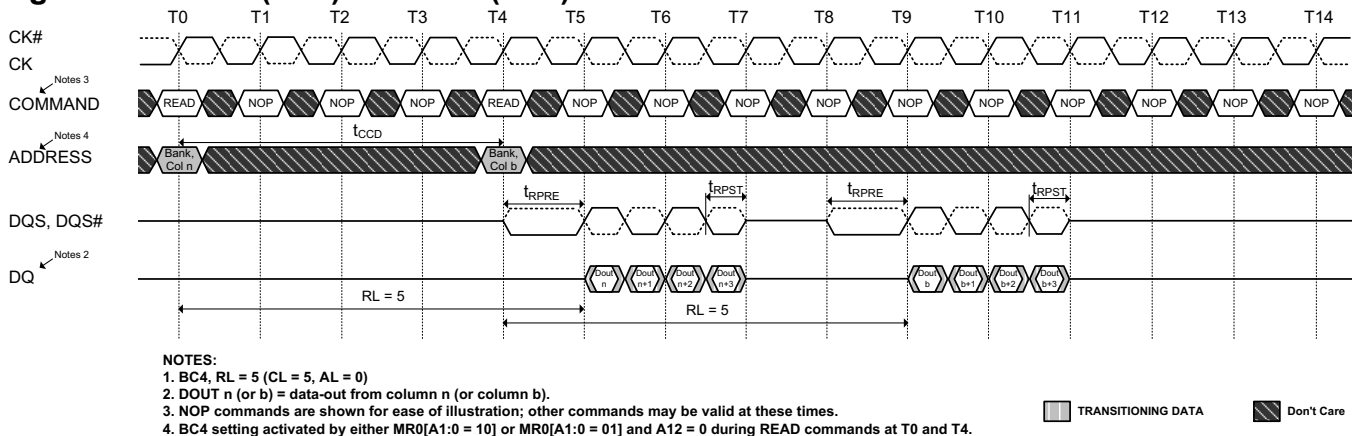 T0 T1 T2 T3 T4 T5 T6 T7 T8 T9 T10 T11 T12 T13 T14
CK#
CK
Notes 3
COMMAND READ NOP NOP NOP READ NOP NOP NOP NOP NOP NOP NOP NOP NOP NOP
tCCD
Notes 4
ADDRESS Bank, Col n Bank, Col b
tRPRE tRPST tRPRE tRPST
DQS, DQS#
Notes 2
DQ Dout n Dout n+1 Dout n+2 Dout n+3 Dout b Dout b+1 Dout b+2 Dout b+3
RL = 5
RL = 5
NOTES:
1. BC4, RL = 5 (CL = 5, AL = 0)
2. DOUT n (or b) = data-out from column n (or column b).
3. NOP commands are shown for ease of illustration; other commands may be valid at these times.
4. BC4 setting activated by either MR0[A1:0 = 10] or MR0[A1:0 = 01] and A12 = 0 during READ commands at T0 and T4.
TRANSITIONING DATA Don't Care